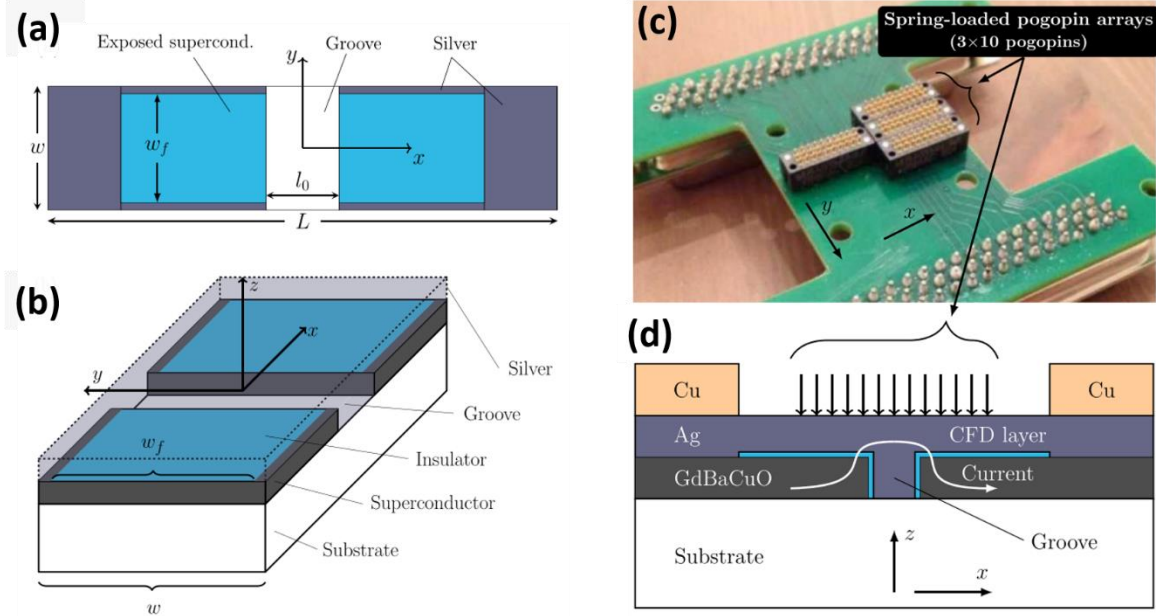 (a)
Exposed supercond.
Groove
Silver
y
w
w_f
x
l_0
L
(b)
z
x
Silver
y
Groove
w_f
Insulator
Superconductor
Substrate
w
(c)
Spring-loaded pogopin arrays
(3×10 pogopins)
y
x
(d)
Cu
Cu
Ag
CFD layer
GdBaCuO
Current
z
Groove
Substrate
x